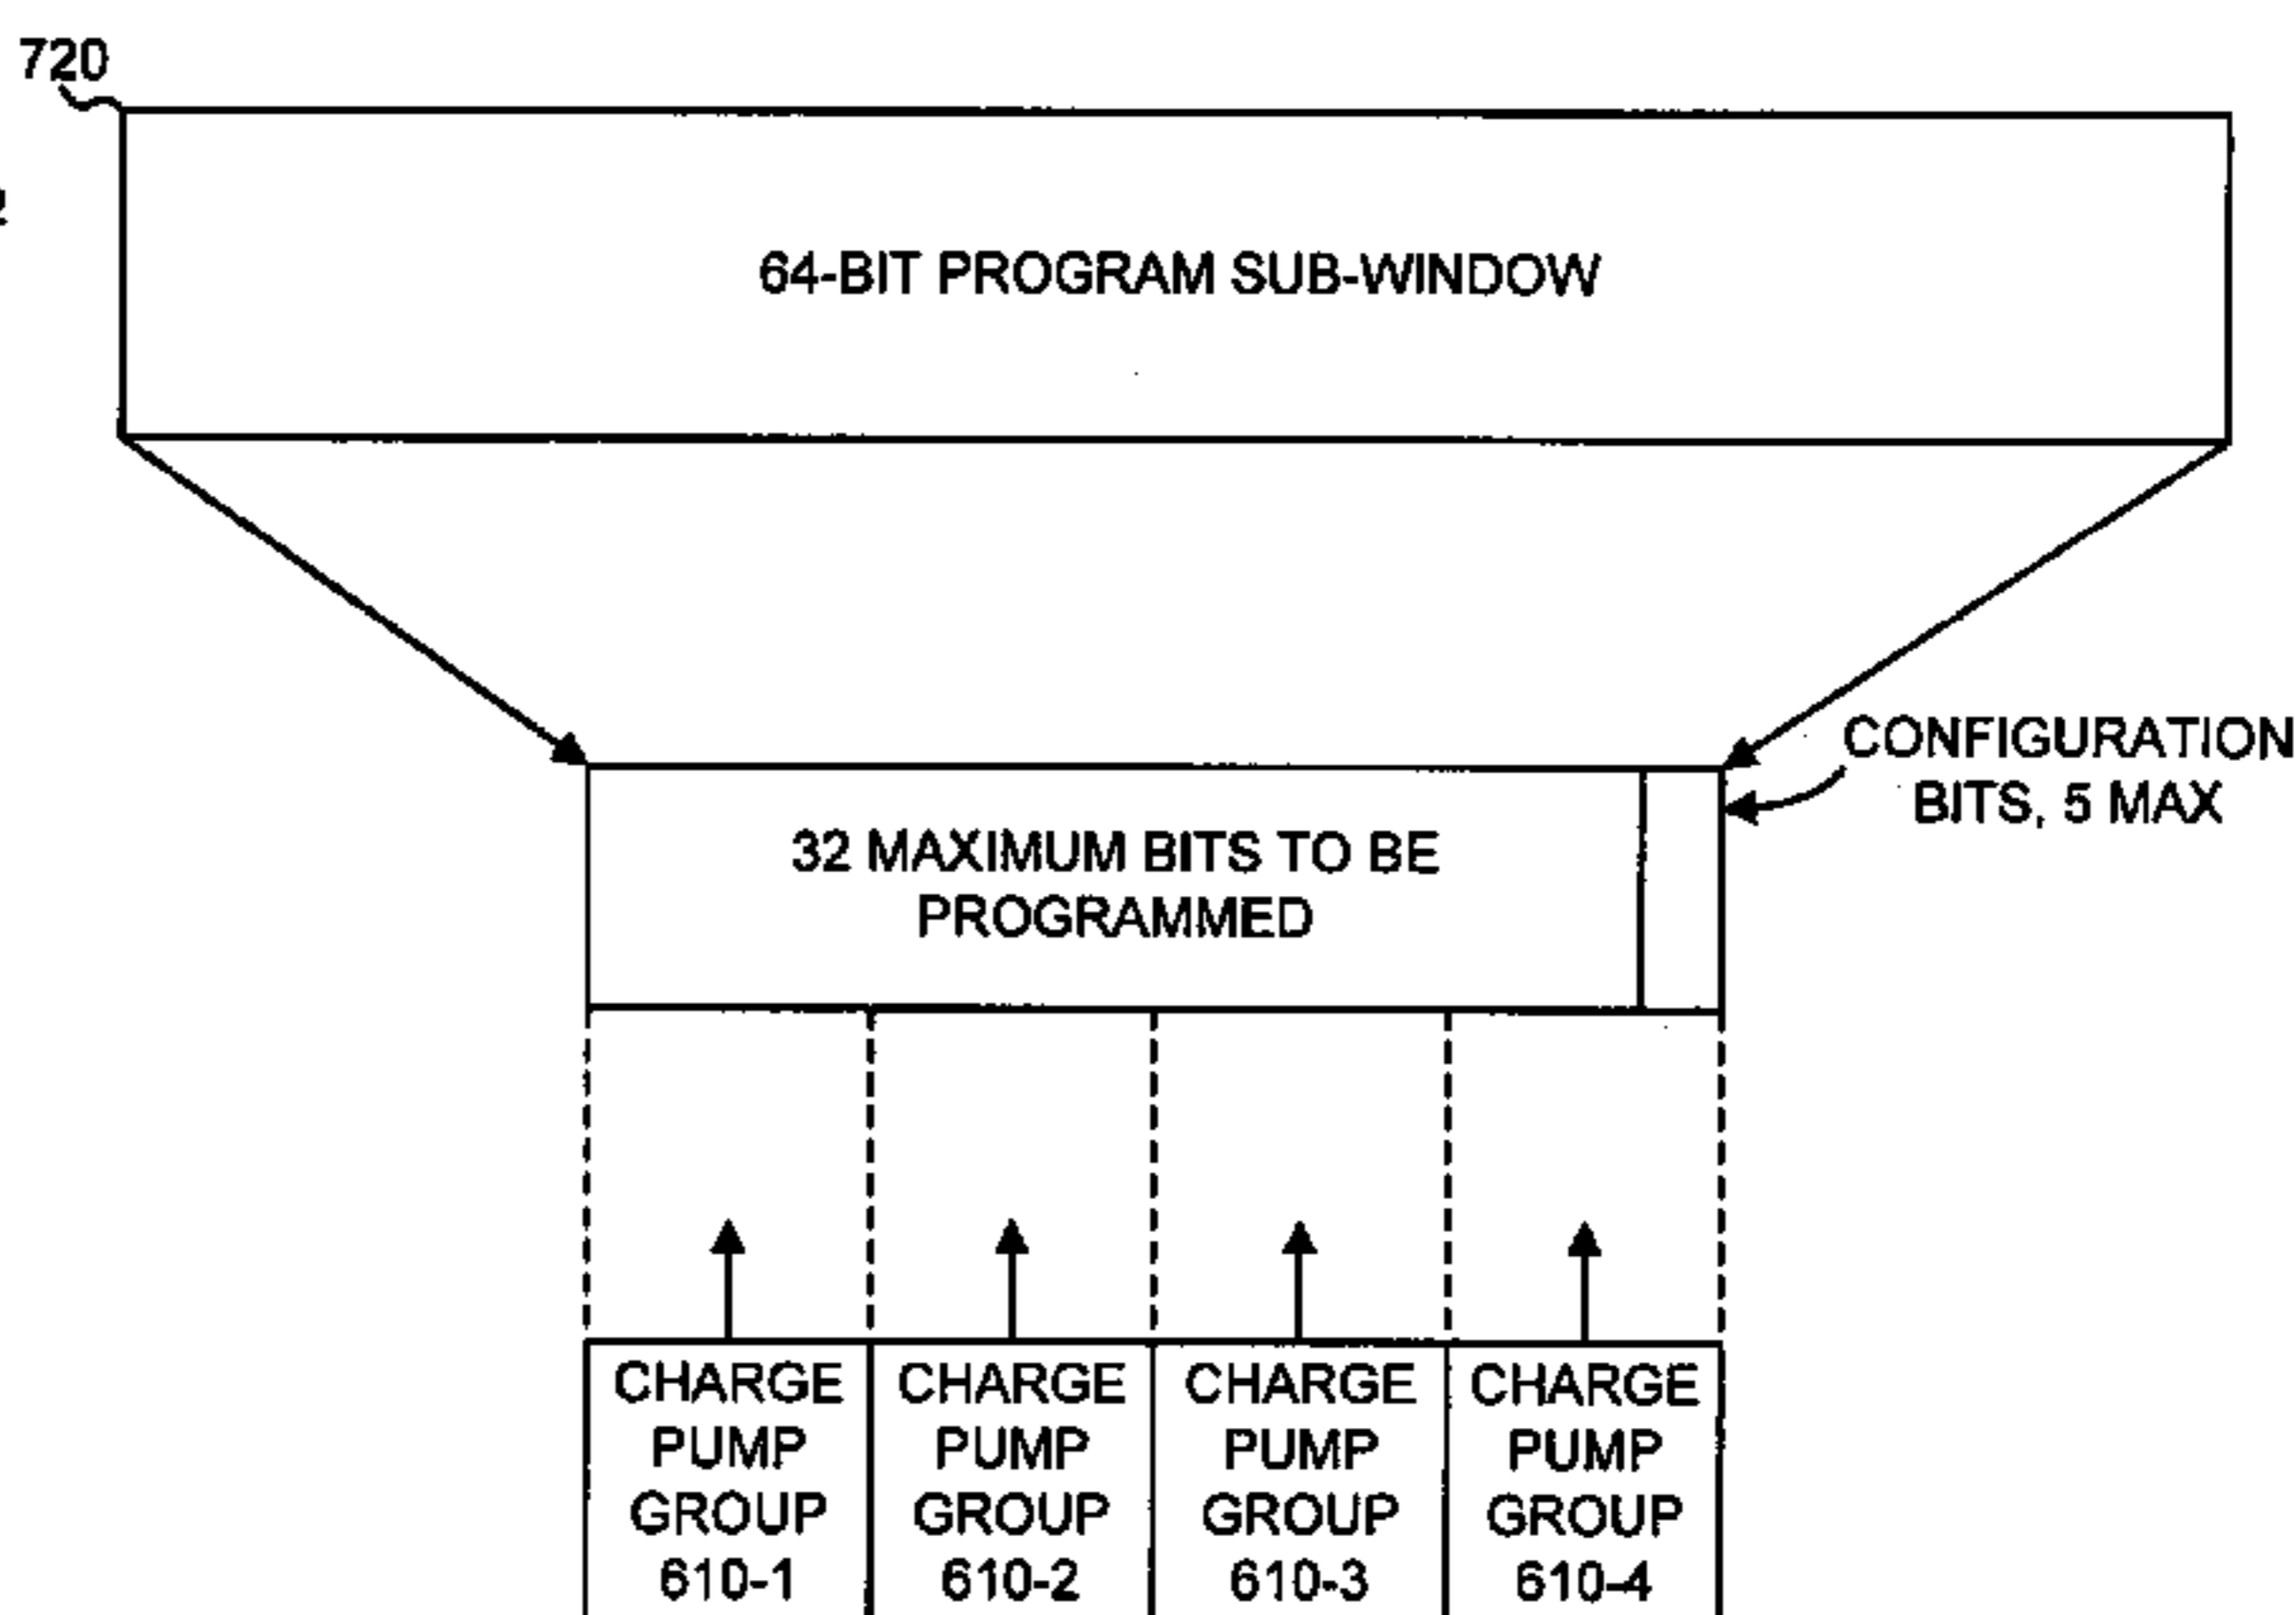 720
64-BIT PROGRAM SUB-WINDOW
CONFIGURATION
BITS, 5 MAX
32 MAXIMUM BITS TO BE
PROGRAMMED
CHARGE
PUMP
GROUP
610-1
CHARGE
PUMP
GROUP
610-2
CHARGE
PUMP
GROUP
610-3
CHARGE
PUMP
GROUP
610-4